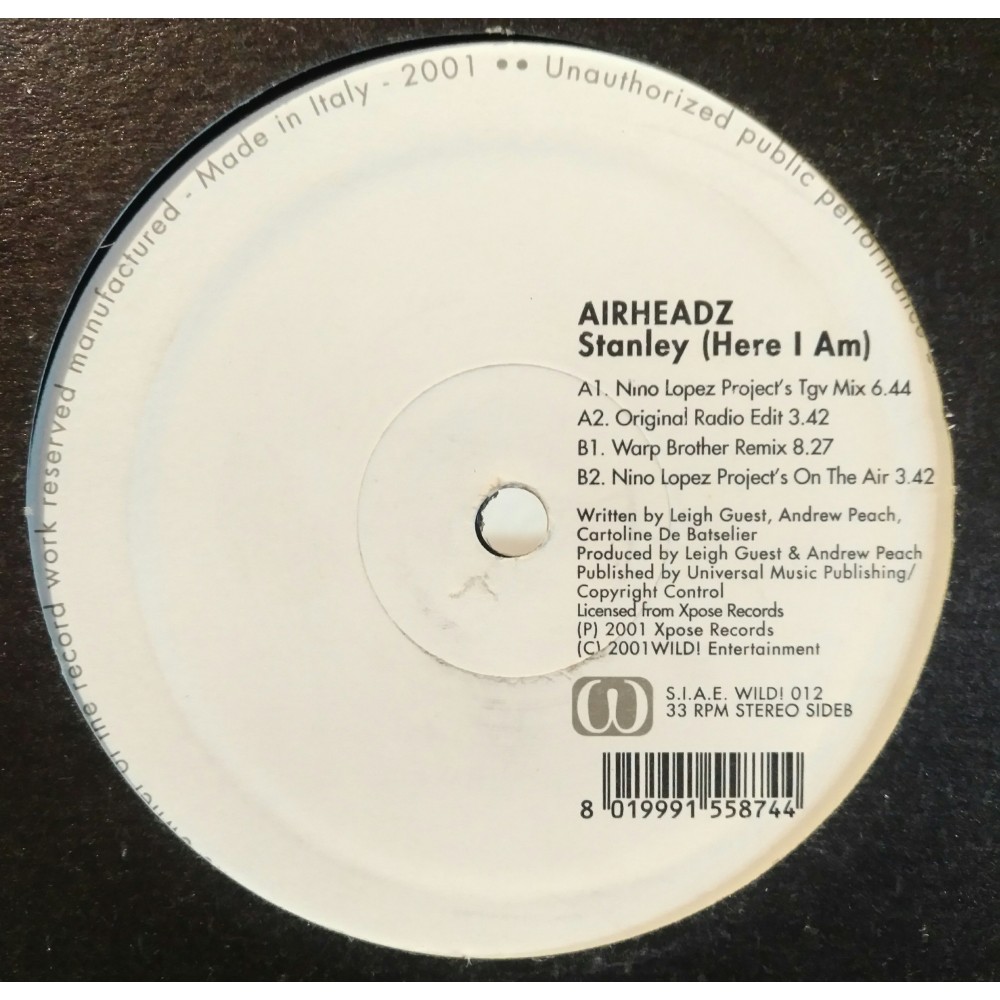 owner of the record work reserved manufactured - Made in Italy - 2001 •• Unauthorized public performance
AIRHEADZ
Stanley (Here I Am)
A1. Nino Lopez Project's Tgv Mix 6.44
A2. Original Radio Edit 3.42
B1. Warp Brother Remix 8.27
B2. Nino Lopez Project's On The Air 3.42
Written by Leigh Guest, Andrew Peach,
Cartoline De Batselier
Produced by Leigh Guest & Andrew Peach
Published by Universal Music Publishing/
Copyright Control
Licensed from Xpose Records
(P) 2001 Xpose Records
(C) 2001WILD! Entertainment
S.I.A.E. WILD! 012
33 RPM STEREO SIDEB
8 019991 558744